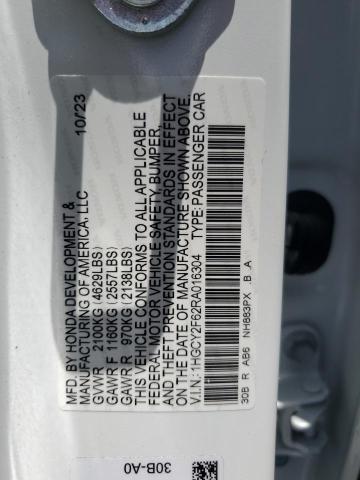 MFD. BY HONDA DEVELOPMENT & 10/23
MANUFACTURING OF AMERICA, LLC
GVWR 2100KG (4629LBS)
GAWR F 1160KG (2557LBS)
GAWR R 970KG (2138LBS)
THIS VEHICLE CONFORMS TO ALL APPLICABLE
FEDERAL MOTOR VEHICLE SAFETY, BUMPER,
AND THEFT PREVENTION STANDARDS IN EFFECT
ON THE DATE OF MANUFACTURE SHOWN ABOVE.
V.I.N.: 1HGCY2F62RA016304 TYPE: PASSENGER CAR
30B R AB6 NH883PX B A
30B-A0